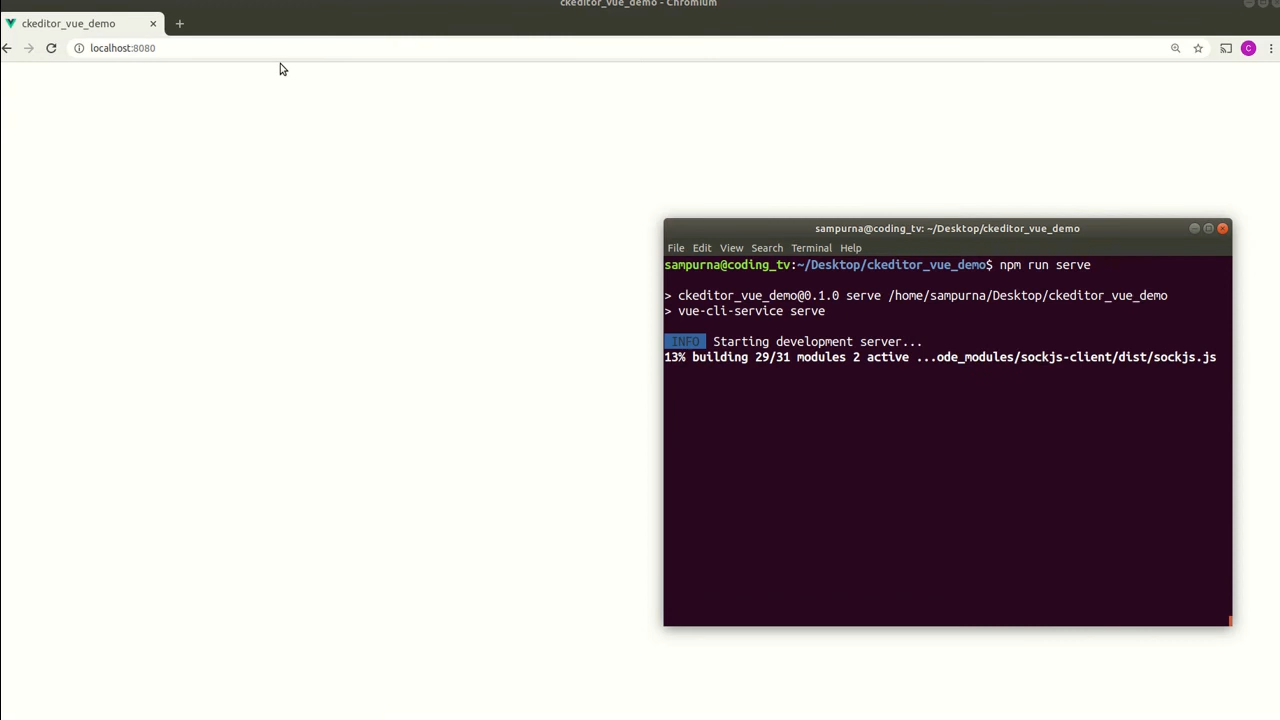 ckeditor_vue_demo - Chromium
ckeditor_vue_demo
localhost:8080
C
sampurna@coding_tv: ~/Desktop/ckeditor_vue_demo
File Edit View Search Terminal Help
sampurna@coding_tv:~/Desktop/ckeditor_vue_demo$ npm run serve
> ckeditor_vue_demo@0.1.0 serve /home/sampurna/Desktop/ckeditor_vue_demo
> vue-cli-service serve
INFO Starting development server...
13% building 29/31 modules 2 active ...ode_modules/sockjs-client/dist/sockjs.js